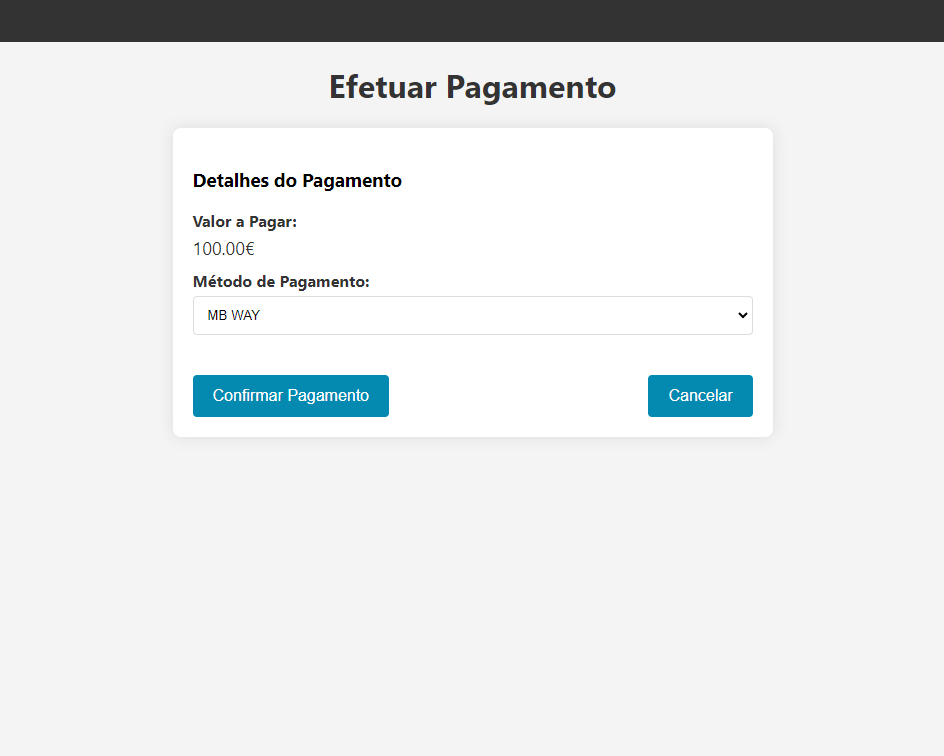 Efetuar Pagamento
Detalhes do Pagamento
Valor a Pagar:
100.00€
Método de Pagamento:
MB WAY
Confirmar Pagamento
Cancelar